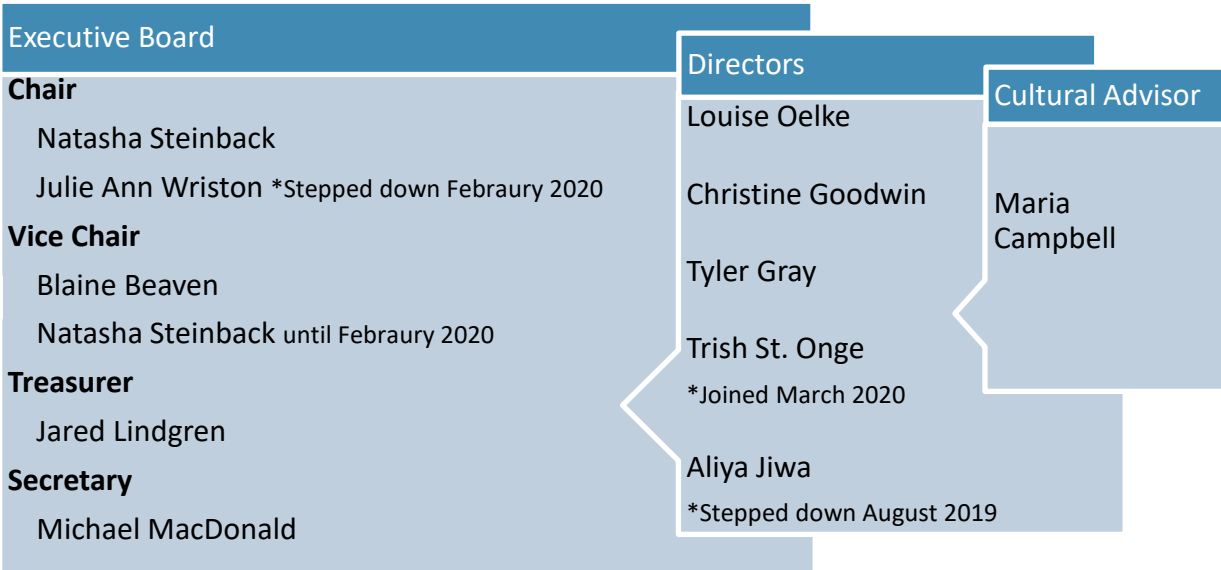 Executive Board
Chair
Natasha Steinback
Julie Ann Wriston *Stepped down Febraury 2020
Vice Chair
Blaine Beaven
Natasha Steinback until Febraury 2020
Treasurer
Jared Lindgren
Secretary
Michael MacDonald
Directors
Louise Oelke
Christine Goodwin
Tyler Gray
Trish St. Onge
*Joined March 2020
Aliya Jiwa
*Stepped down August 2019
Cultural Advisor
Maria
Campbell